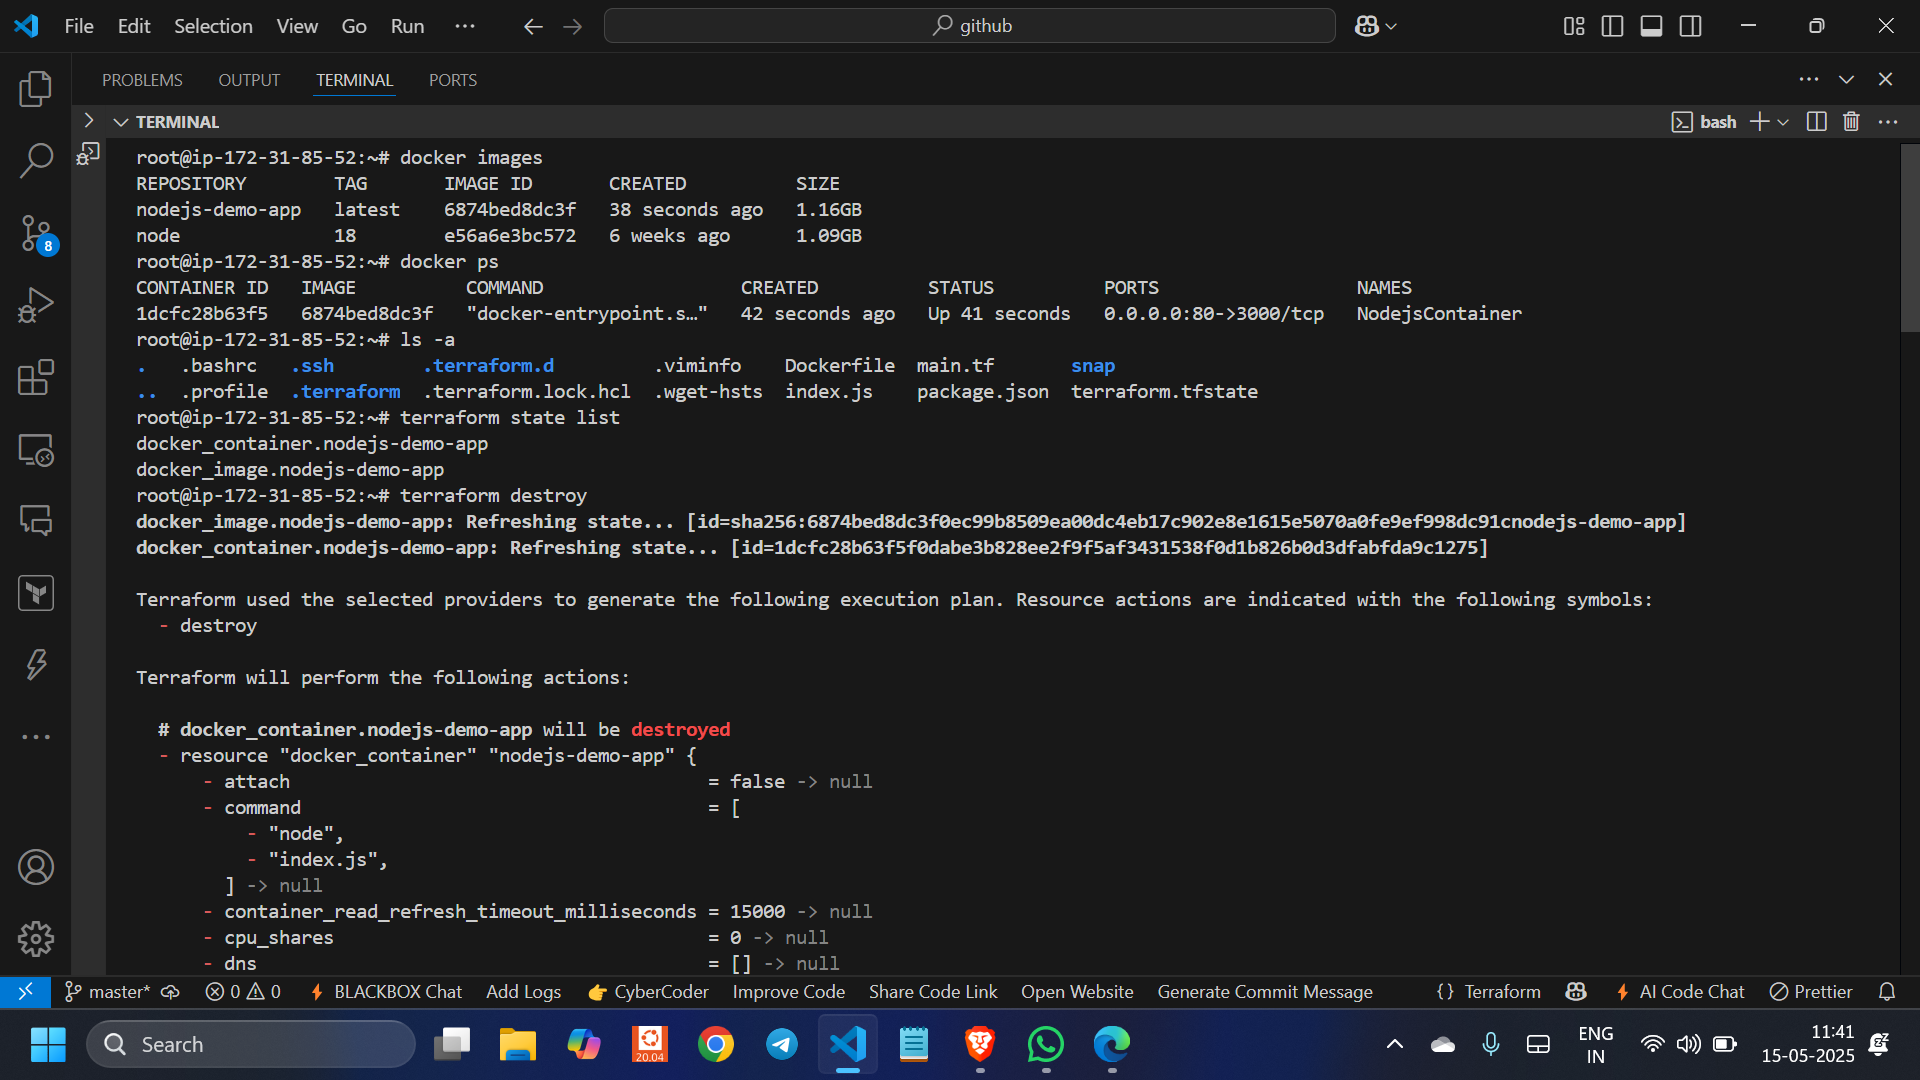 File Edit Selection View Go Run ··· github
PROBLEMS OUTPUT TERMINAL PORTS
TERMINAL bash
root@ip-172-31-85-52:~# docker images
REPOSITORY TAG IMAGE ID CREATED SIZE
nodejs-demo-app latest 6874bed8dc3f 38 seconds ago 1.16GB
node 18 e56a6e3bc572 6 weeks ago 1.09GB
root@ip-172-31-85-52:~# docker ps
CONTAINER ID IMAGE COMMAND CREATED STATUS PORTS NAMES
1dcfc28b63f5 6874bed8dc3f "docker-entrypoint.s…" 42 seconds ago Up 41 seconds 0.0.0.0:80->3000/tcp NodejsContainer
root@ip-172-31-85-52:~# ls -a
. .bashrc .ssh .terraform.d .viminfo Dockerfile main.tf snap
.. .profile .terraform .terraform.lock.hcl .wget-hsts index.js package.json terraform.tfstate
root@ip-172-31-85-52:~# terraform state list
docker_container.nodejs-demo-app
docker_image.nodejs-demo-app
root@ip-172-31-85-52:~# terraform destroy
docker_image.nodejs-demo-app: Refreshing state... [id=sha256:6874bed8dc3f0ec99b8509ea00dc4eb17c902e8e1615e5070a0fe9ef998dc91cnodejs-demo-app]
docker_container.nodejs-demo-app: Refreshing state... [id=1dcfc28b63f5f0dabe3b828ee2f9f5af3431538f0d1b826b0d3dfabfda9c1275]
Terraform used the selected providers to generate the following execution plan. Resource actions are indicated with the following symbols:
- destroy
Terraform will perform the following actions:
# docker_container.nodejs-demo-app will be destroyed
- resource "docker_container" "nodejs-demo-app" {
- attach = false -> null
- command = [
- "node",
- "index.js",
] -> null
- container_read_refresh_timeout_milliseconds = 15000 -> null
- cpu_shares = 0 -> null
- dns = [] -> null
8
master* 0 0 BLACKBOX Chat Add Logs CyberCoder Improve Code Share Code Link Open Website Generate Commit Message {} Terraform AI Code Chat Prettier
Search 20.04 ENG IN 11:41 15-05-2025